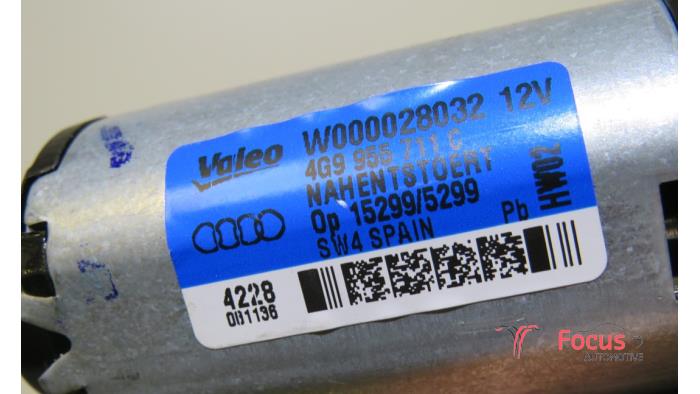 Valeo
W000028032 12V
4G9 955 711 C
NAHENTSTOERT
Op 15299/5299
SW4 SPAIN
Pb
HW02
4228
081136
Focus
AUTOMOTIVE